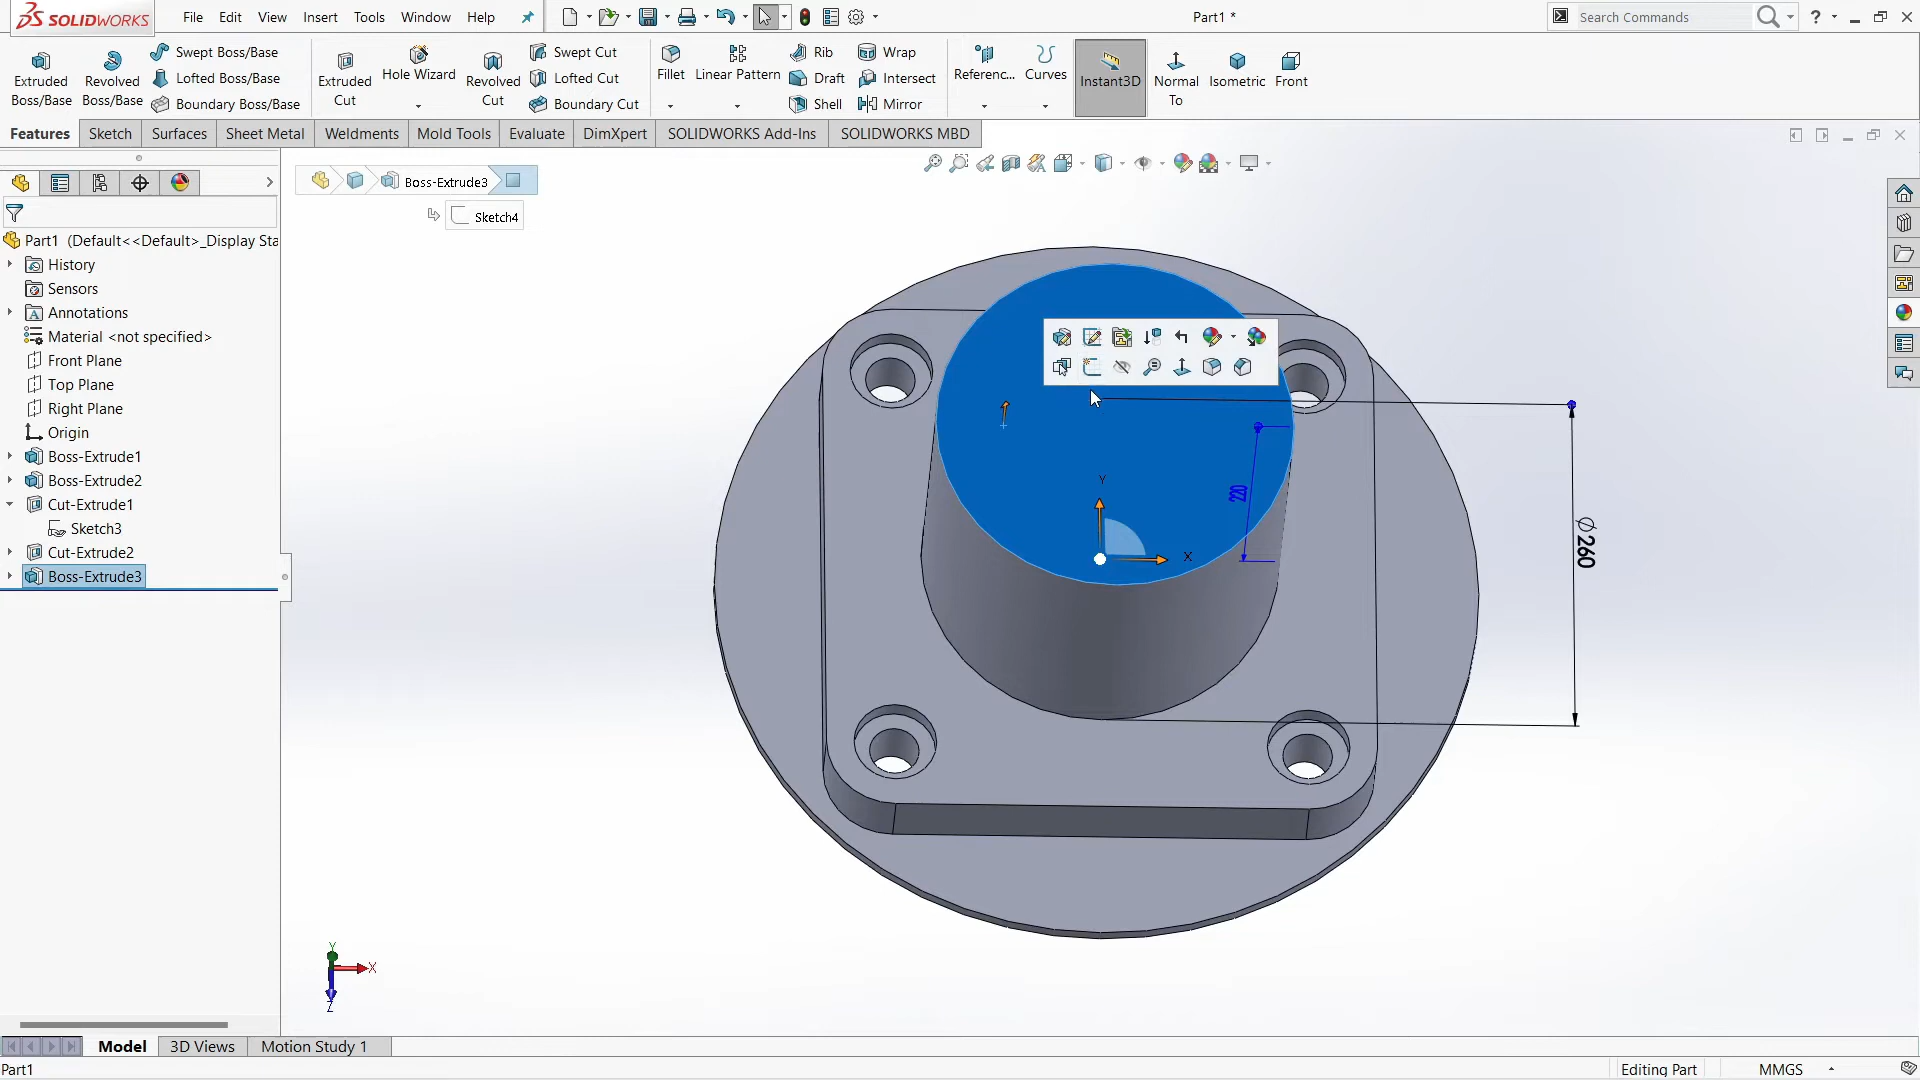 SOLIDWORKS File Edit View Insert Tools Window Help Part1 * Search Commands ?
Extruded Boss/Base
Revolved Boss/Base
Swept Boss/Base
Lofted Boss/Base
Boundary Boss/Base
Extruded Cut
Hole Wizard
Revolved Cut
Swept Cut
Lofted Cut
Boundary Cut
Fillet
Linear Pattern
Rib
Draft
Shell
Wrap
Intersect
Mirror
Referenc...
Curves
Instant3D
Normal To
Isometric
Front
Features Sketch Surfaces Sheet Metal Weldments Mold Tools Evaluate DimXpert SOLIDWORKS Add-Ins SOLIDWORKS MBD
Boss-Extrude3
Sketch4
Part1 (Default<<Default>_Display Sta
History
Sensors
Annotations
Material <not specified>
Front Plane
Top Plane
Right Plane
Origin
Boss-Extrude1
Boss-Extrude2
Cut-Extrude1
Sketch3
Cut-Extrude2
Boss-Extrude3
Y
X
220
∅260
Y
X
Z
Model 3D Views Motion Study 1
Part1 Editing Part MMGS